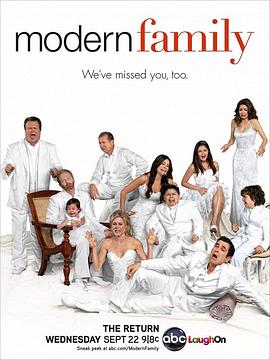 modern family
We've missed you, too.
THE RETURN
WEDNESDAY SEPT 22 9|8c abc LaughOn
Sneak peek at abc.com/ModernFamily